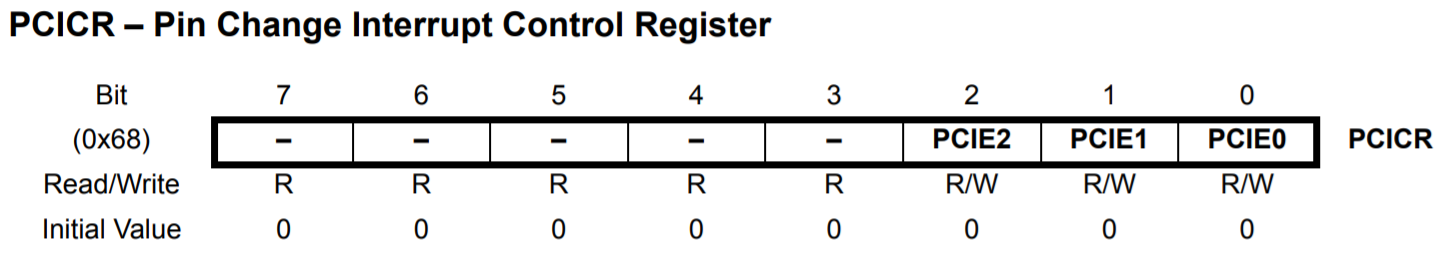 PCICR – Pin Change Interrupt Control Register
Bit 7 6 5 4 3 2 1 0
(0x68) – – – – – PCIE2 PCIE1 PCIE0 PCICR
Read/Write R R R R R R/W R/W R/W
Initial Value 0 0 0 0 0 0 0 0